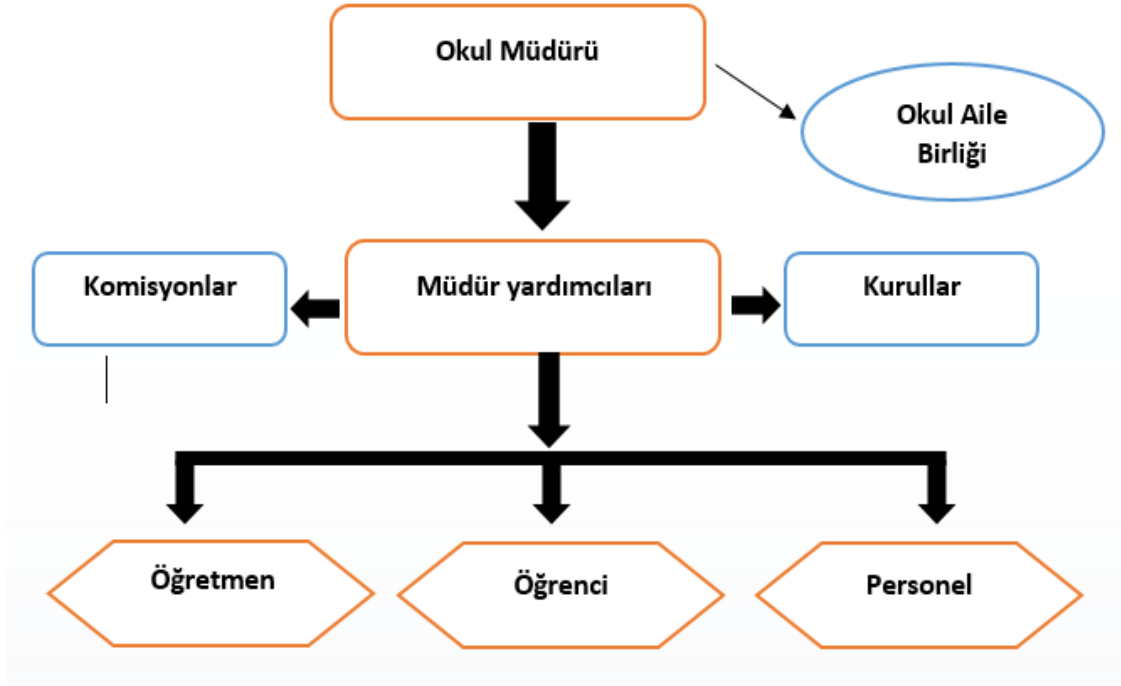 Okul Müdürü
Okul Aile
Birliği
Komisyonlar
Müdür yardımcıları
Kurullar
Öğretmen
Öğrenci
Personel